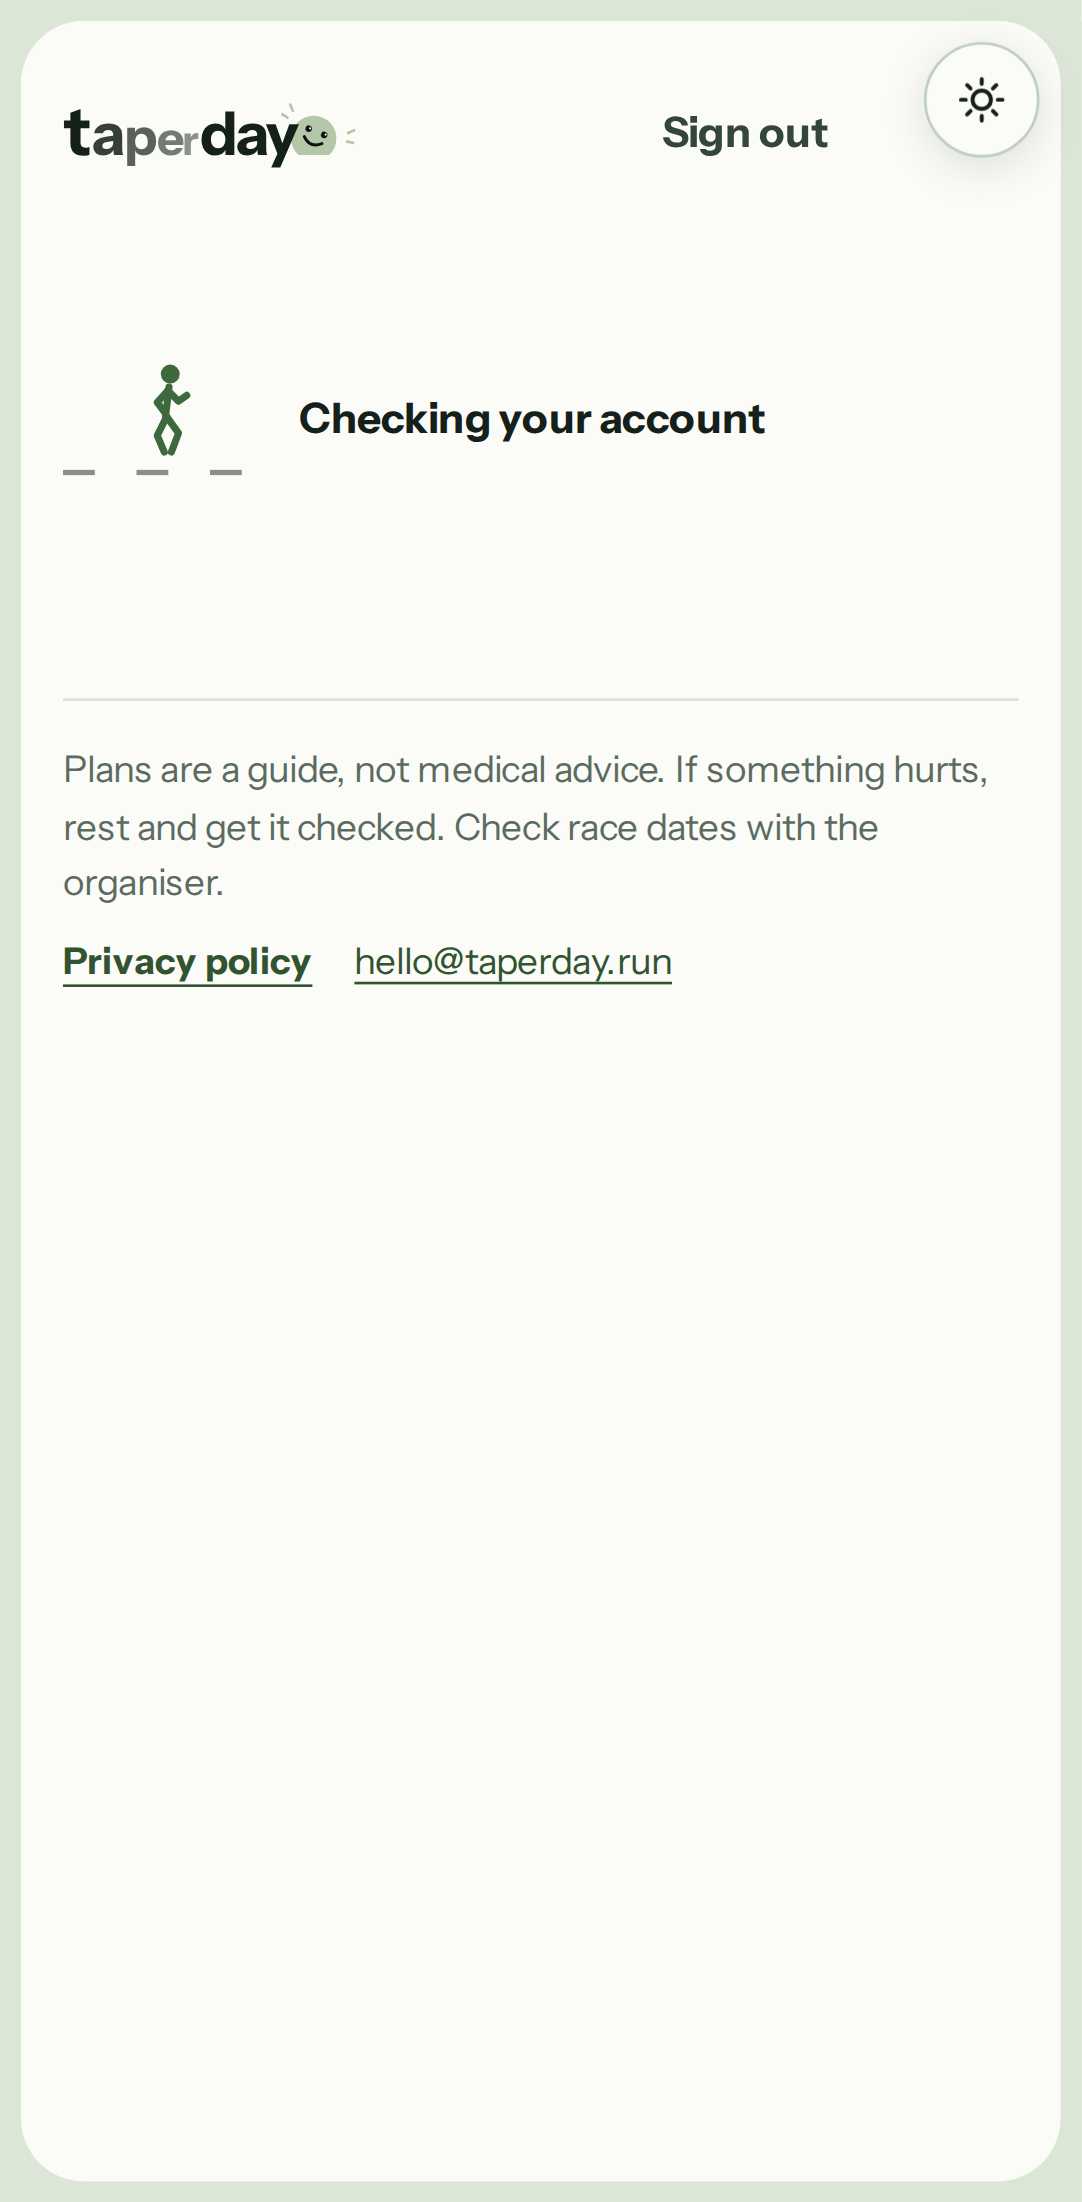 taperday
Sign out
Checking your account
Plans are a guide, not medical advice. If something hurts,
rest and get it checked. Check race dates with the
organiser.
Privacy policy hello@taperday.run